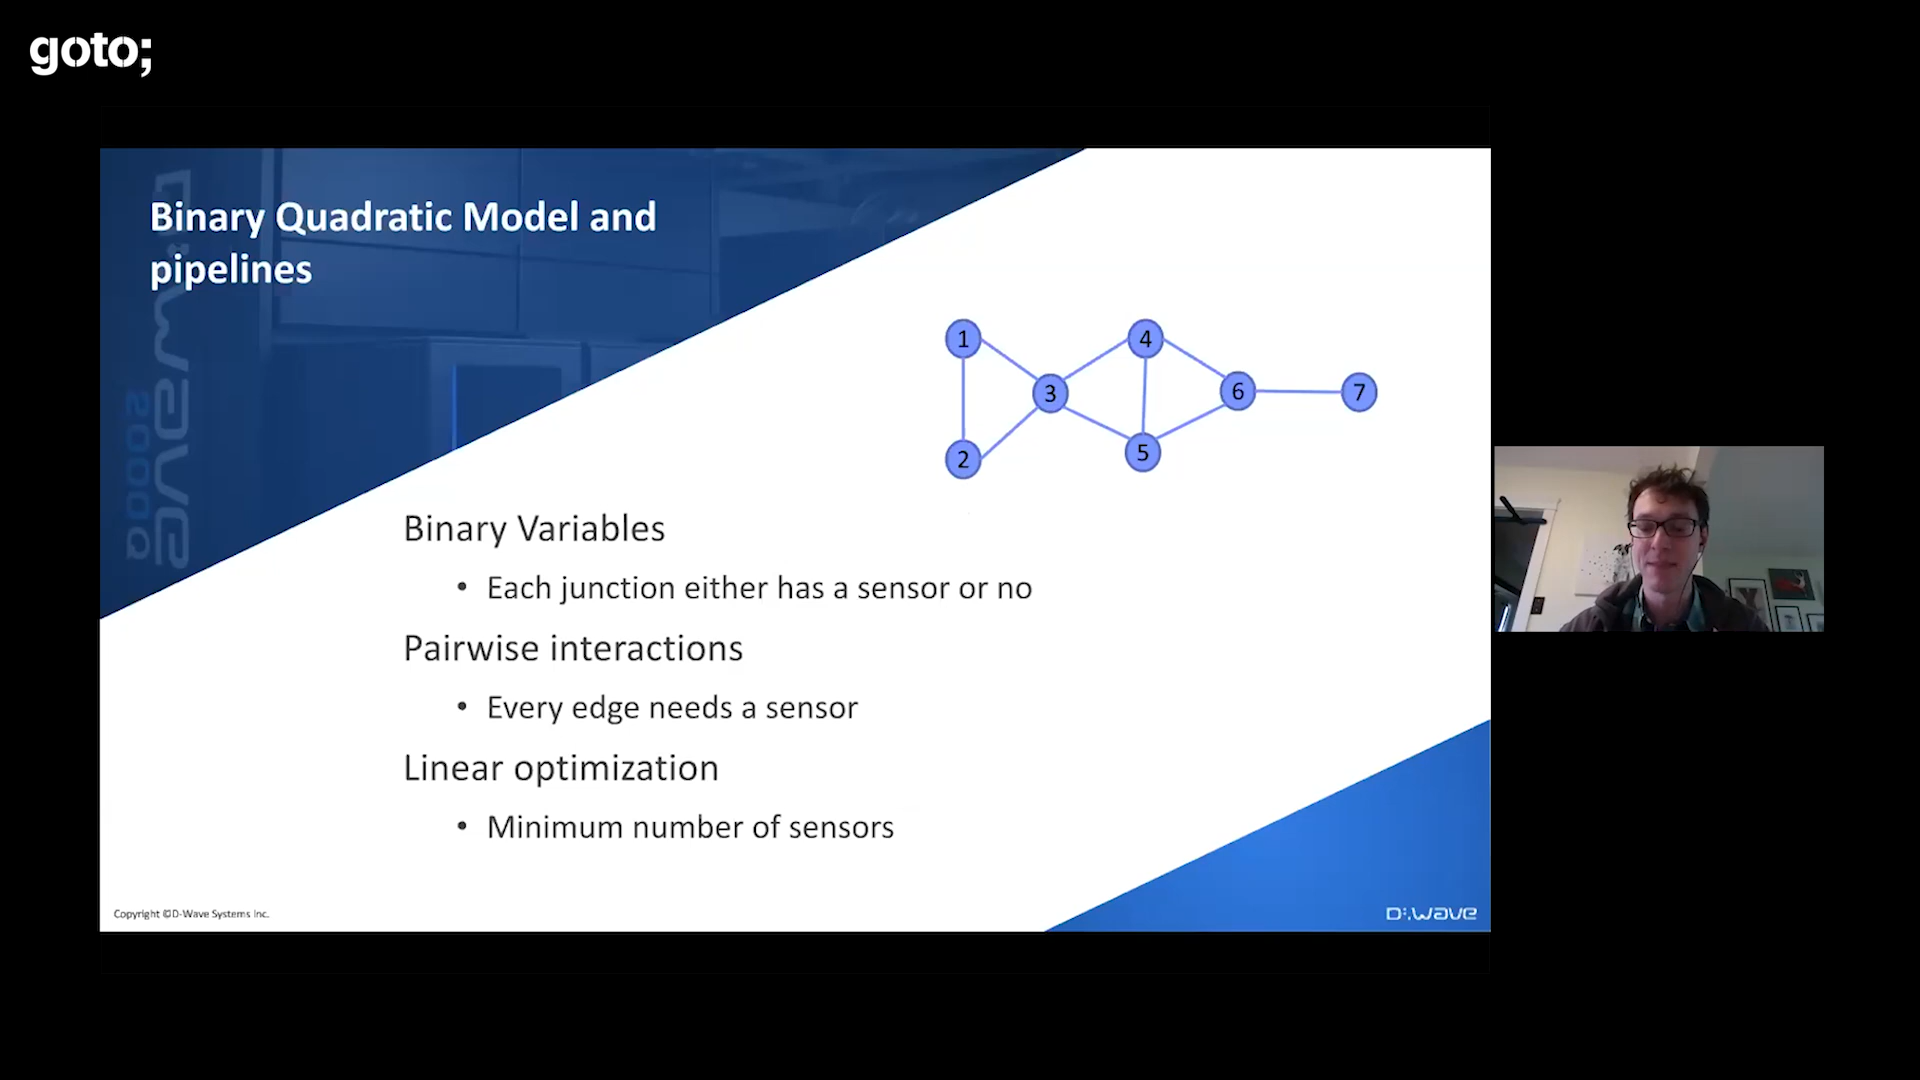 goto;
Binary Quadratic Model and
pipelines
D:wave
2000Q
1
4
3
6
7
2
5
Binary Variables
• Each junction either has a sensor or no
Pairwise interactions
• Every edge needs a sensor
Linear optimization
• Minimum number of sensors
Copyright ©D-Wave Systems Inc.
D:wave